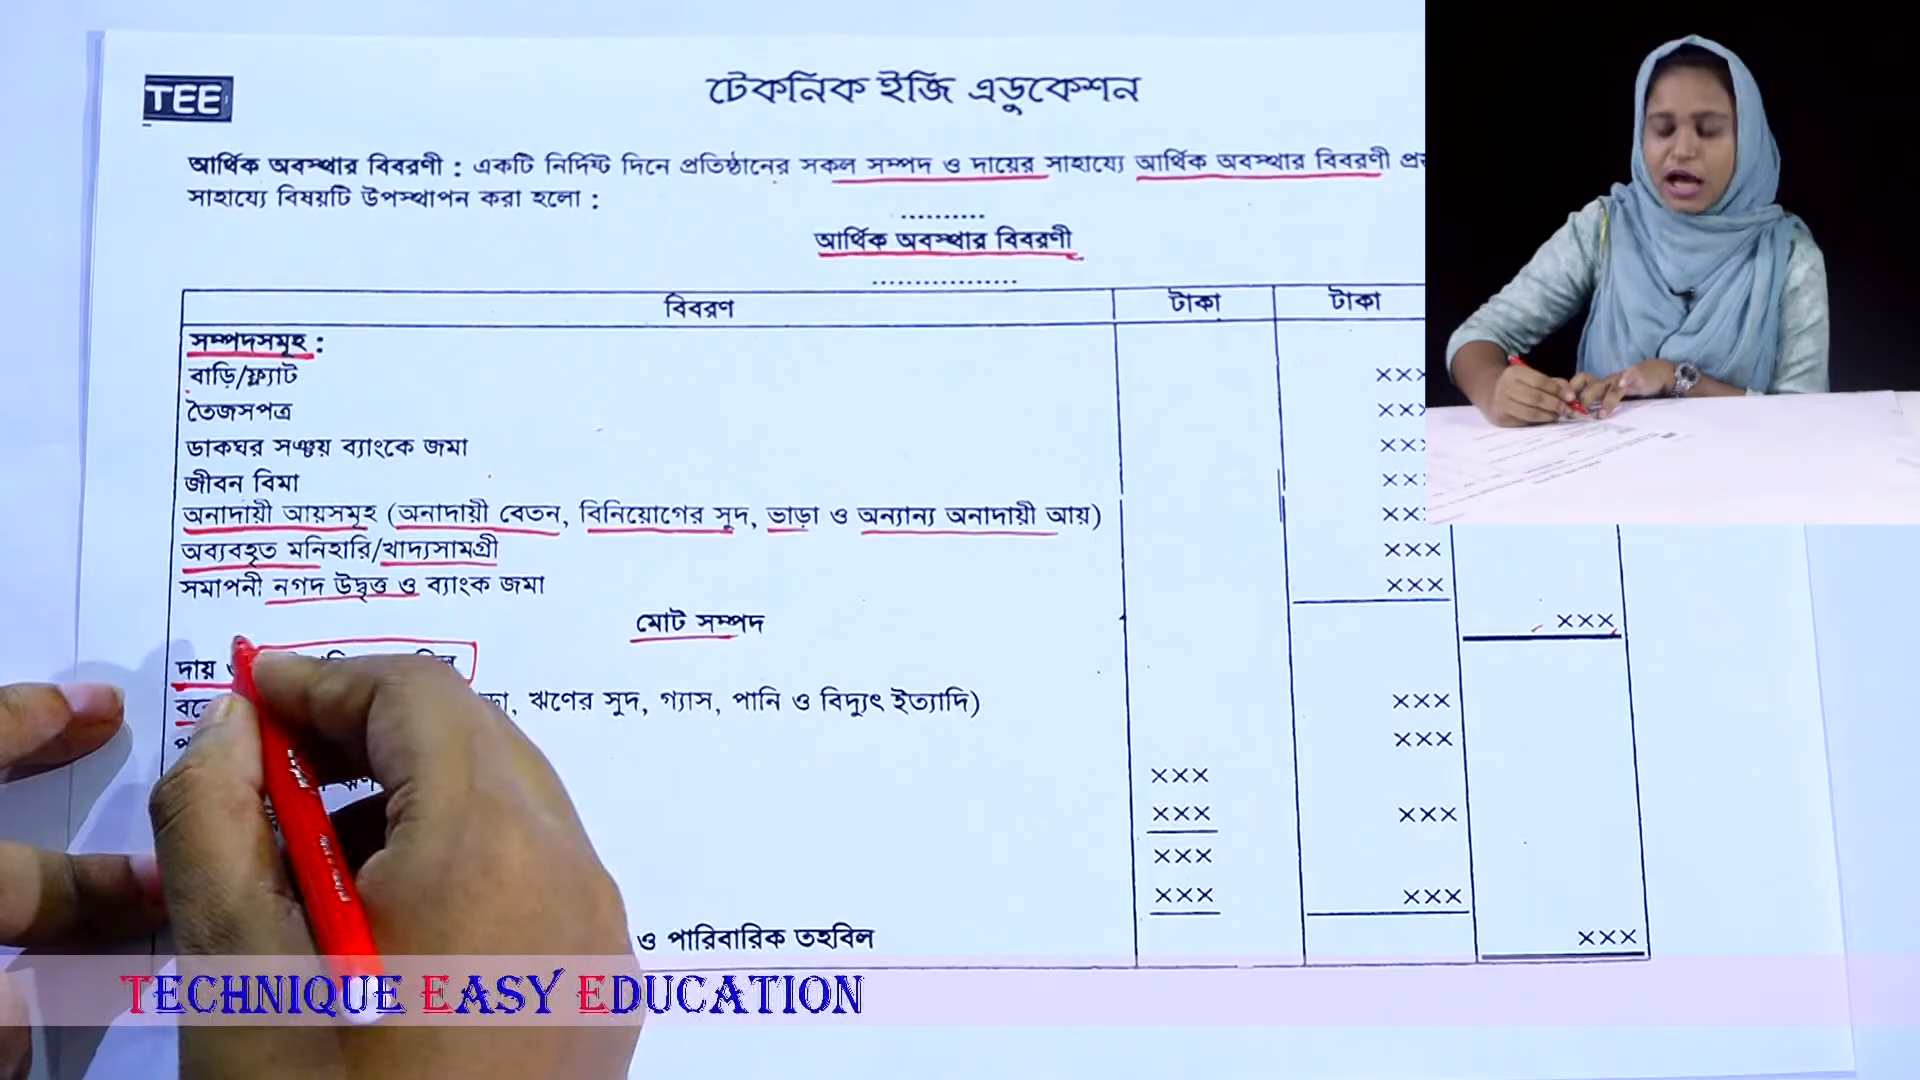 TEE
টেকনিক ইজি এডুকেশন
আর্থিক অবস্থার বিবরণী : একটি নির্দিষ্ট দিনে প্রতিষ্ঠানের সকল সম্পদ ও দায়ের সাহায্যে আর্থিক অবস্থার বিবরণী
সাহায্যে বিষয়টি উপস্থাপন করা হলো :
..........
আর্থিক অবস্থার বিবরণী
.................
বিবরণ টাকা টাকা
সম্পদসমূহ :
বাড়ি/ফ্ল্যাট ×××
তৈজসপত্র ××
ডাকঘর সঞ্চয় ব্যাংকে জমা ××
জীবন বিমা ××
অনাদায়ী আয়সমূহ (অনাদায়ী বেতন, বিনিয়োগের সুদ, ভাড়া ও অন্যান্য অনাদায়ী আয়) ××
অব্যবহৃত মনিহারি/খাদ্যসামগ্রী ×××
সমাপনী নগদ উদ্বৃত্ত ও ব্যাংক জমা ×××
মোট সম্পদ ×××
দায়
ঋণের সুদ, গ্যাস, পানি ও বিদ্যুৎ ইত্যাদি) ×××
×××
×××
××× ×××
×××
××× ×××
ও পারিবারিক তহবিল ×××
TECHNIQUE EASY EDUCATION